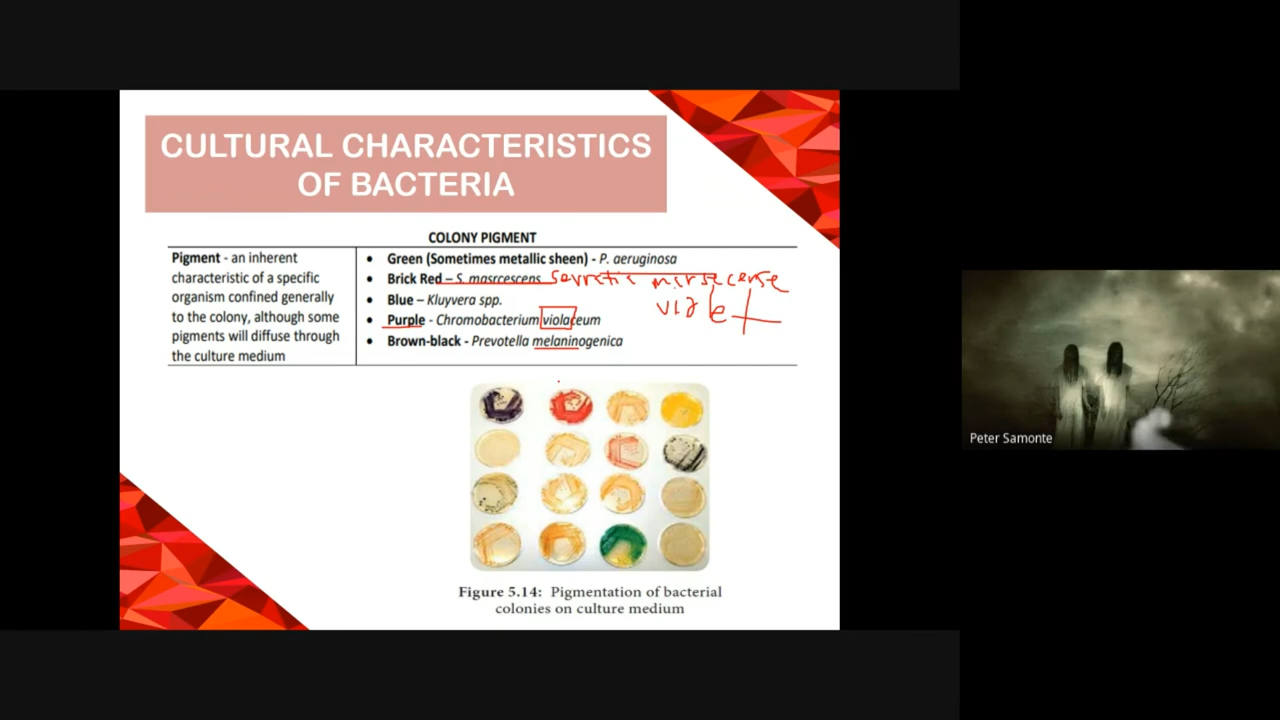 CULTURAL CHARACTERISTICS
OF BACTERIA
COLONY PIGMENT
Pigment - an inherent
characteristic of a specific
organism confined generally
to the colony, although some
pigments will diffuse through
the culture medium
• Green (Sometimes metallic sheen) - P. aeruginosa
• Brick Red – S. masrcescens
• Blue – Kluyvera spp.
• Purple - Chromobacterium violaceum
violet
• Brown-black - Prevotella melaninogenica
Figure 5.14: Pigmentation of bacterial
colonies on culture medium
Peter Samonte